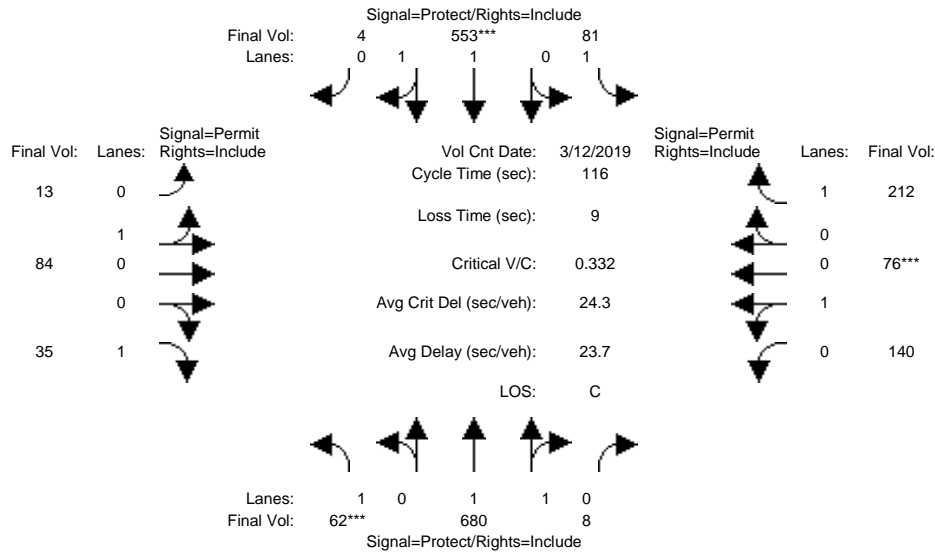 Signal=Protect/Rights=Include
Final Vol: 4 553*** 81
Lanes: 0 1 1 0 1
Signal=Permit Signal=Permit
Final Vol: Lanes: Rights=Include Vol Cnt Date: 3/12/2019 Rights=Include Lanes: Final Vol:
Cycle Time (sec): 116
13 0 1 212
Loss Time (sec): 9
1 0
84 0 Critical V/C: 0.332 0 76***
0 Avg Crit Del (sec/veh): 24.3 1
35 1 Avg Delay (sec/veh): 23.7 0 140
LOS: C
Lanes: 1 0 1 1 0
Final Vol: 62*** 680 8
Signal=Protect/Rights=Include